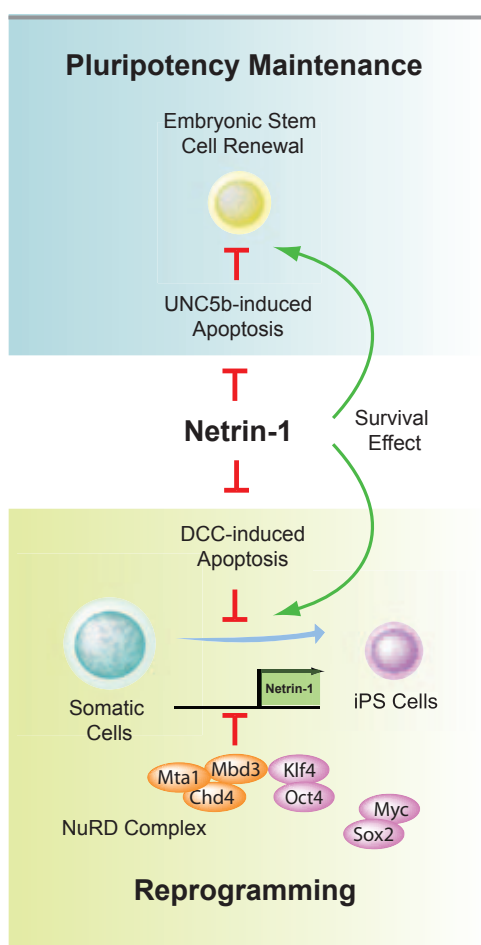 Pluripotency Maintenance
Embryonic Stem
Cell Renewal
UNC5b-induced
Apoptosis
Netrin-1
Survival
Effect
DCC-induced
Apoptosis
Somatic
Cells
Netrin-1
iPS Cells
Mta1
Mbd3
Chd4
Klf4
Oct4
Myc
Sox2
NuRD Complex
Reprogramming